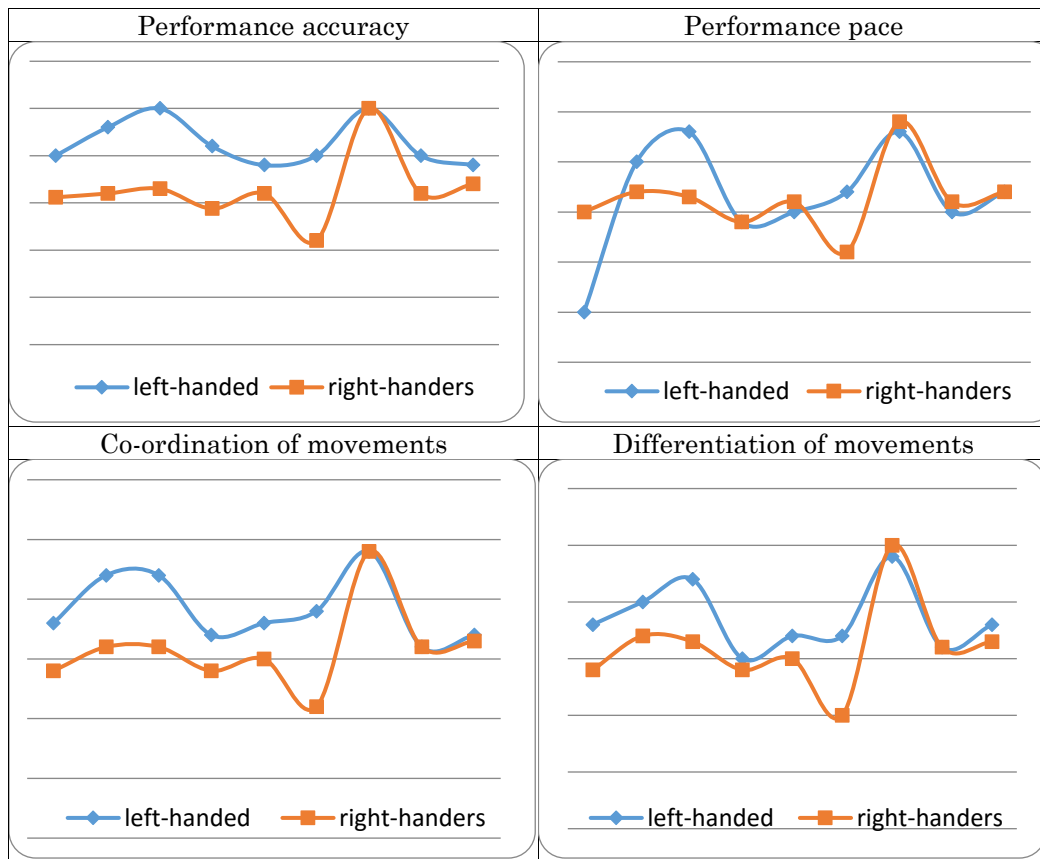 Performance accuracy
Performance pace
left-handed right-handers
left-handed right-handers
Co-ordination of movements
Differentiation of movements
left-handed right-handers
left-handed right-handers